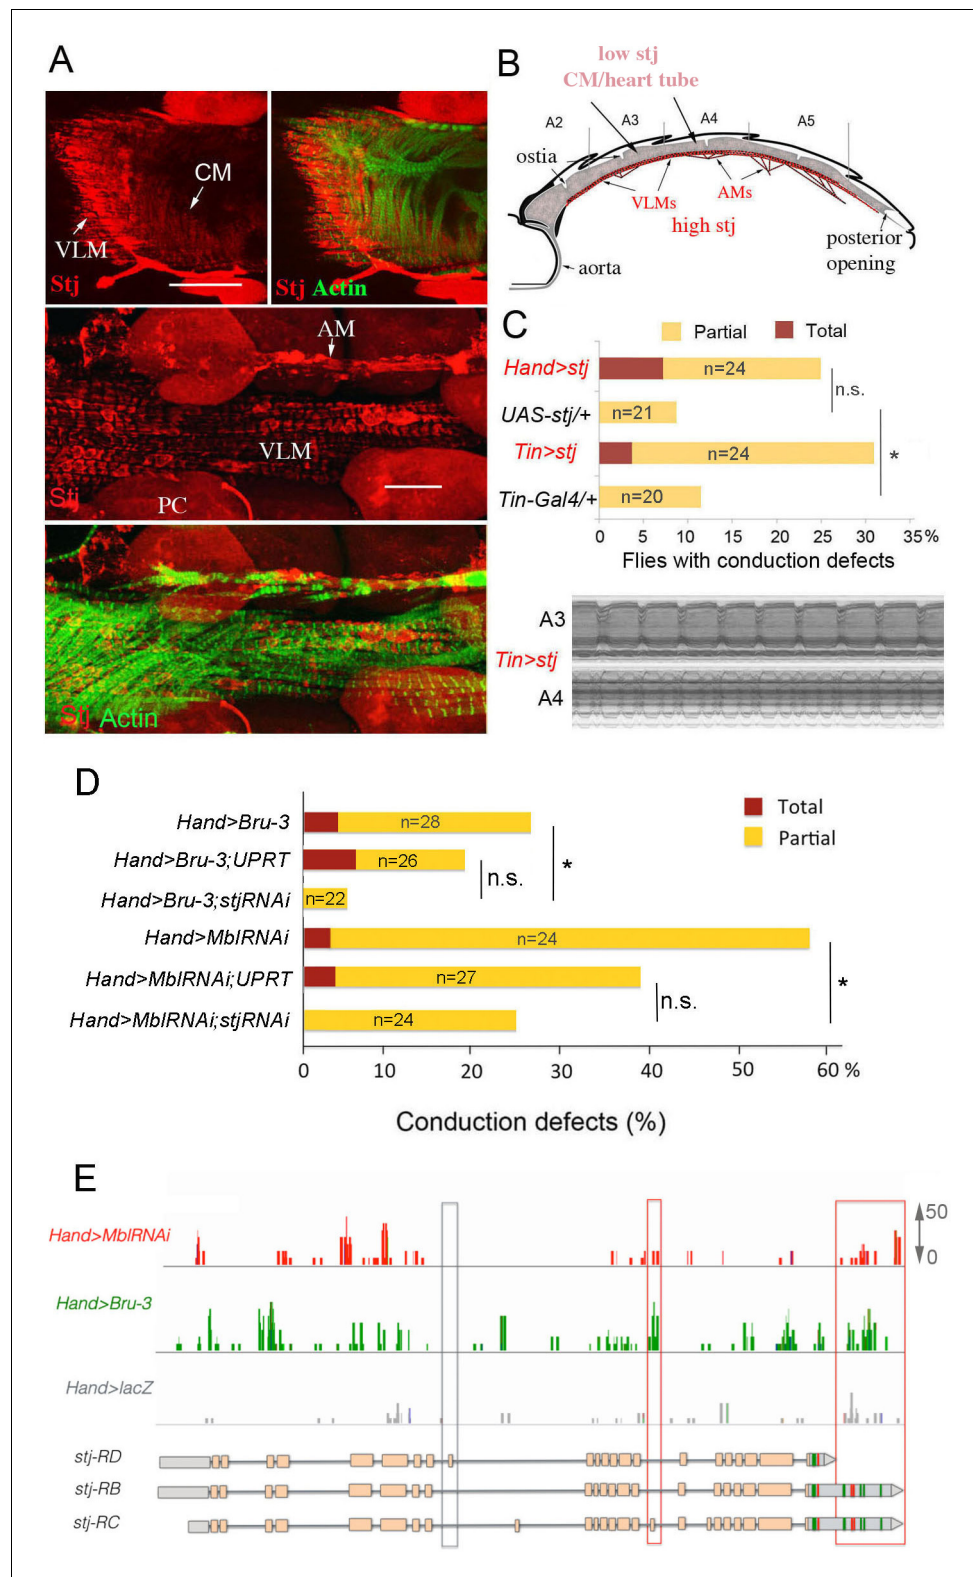 A
CM
VLM
Stj
Stj Actin
AM
VLM
Stj
PC
Stj Actin
B
low stj
CM/heart tube
A2
A3
A4
A5
ostia
VLMs
AMs
high stj
posterior
opening
aorta
C
Partial
Total
Hand>stj
n=24
n.s.
UAS-stj/+
n=21
Tin>stj
n=24
*
Tin-Gal4/+
n=20
0 5 10 15 20 25 30 35 %
Flies with conduction defects
A3
Tin>stj
A4
D
Total
Partial
Hand>Bru-3
n=28
Hand>Bru-3;UPRT
n=26
n.s.
*
Hand>Bru-3;stjRNAi
n=22
Hand>MblRNAi
n=24
Hand>MblRNAi;UPRT
n=27
n.s.
*
Hand>MblRNAi;stjRNAi
n=24
0 10 20 30 40 50 60 %
Conduction defects (%)
E
Hand>MblRNAi
50
0
Hand>Bru-3
Hand>lacZ
stj-RD
stj-RB
stj-RC